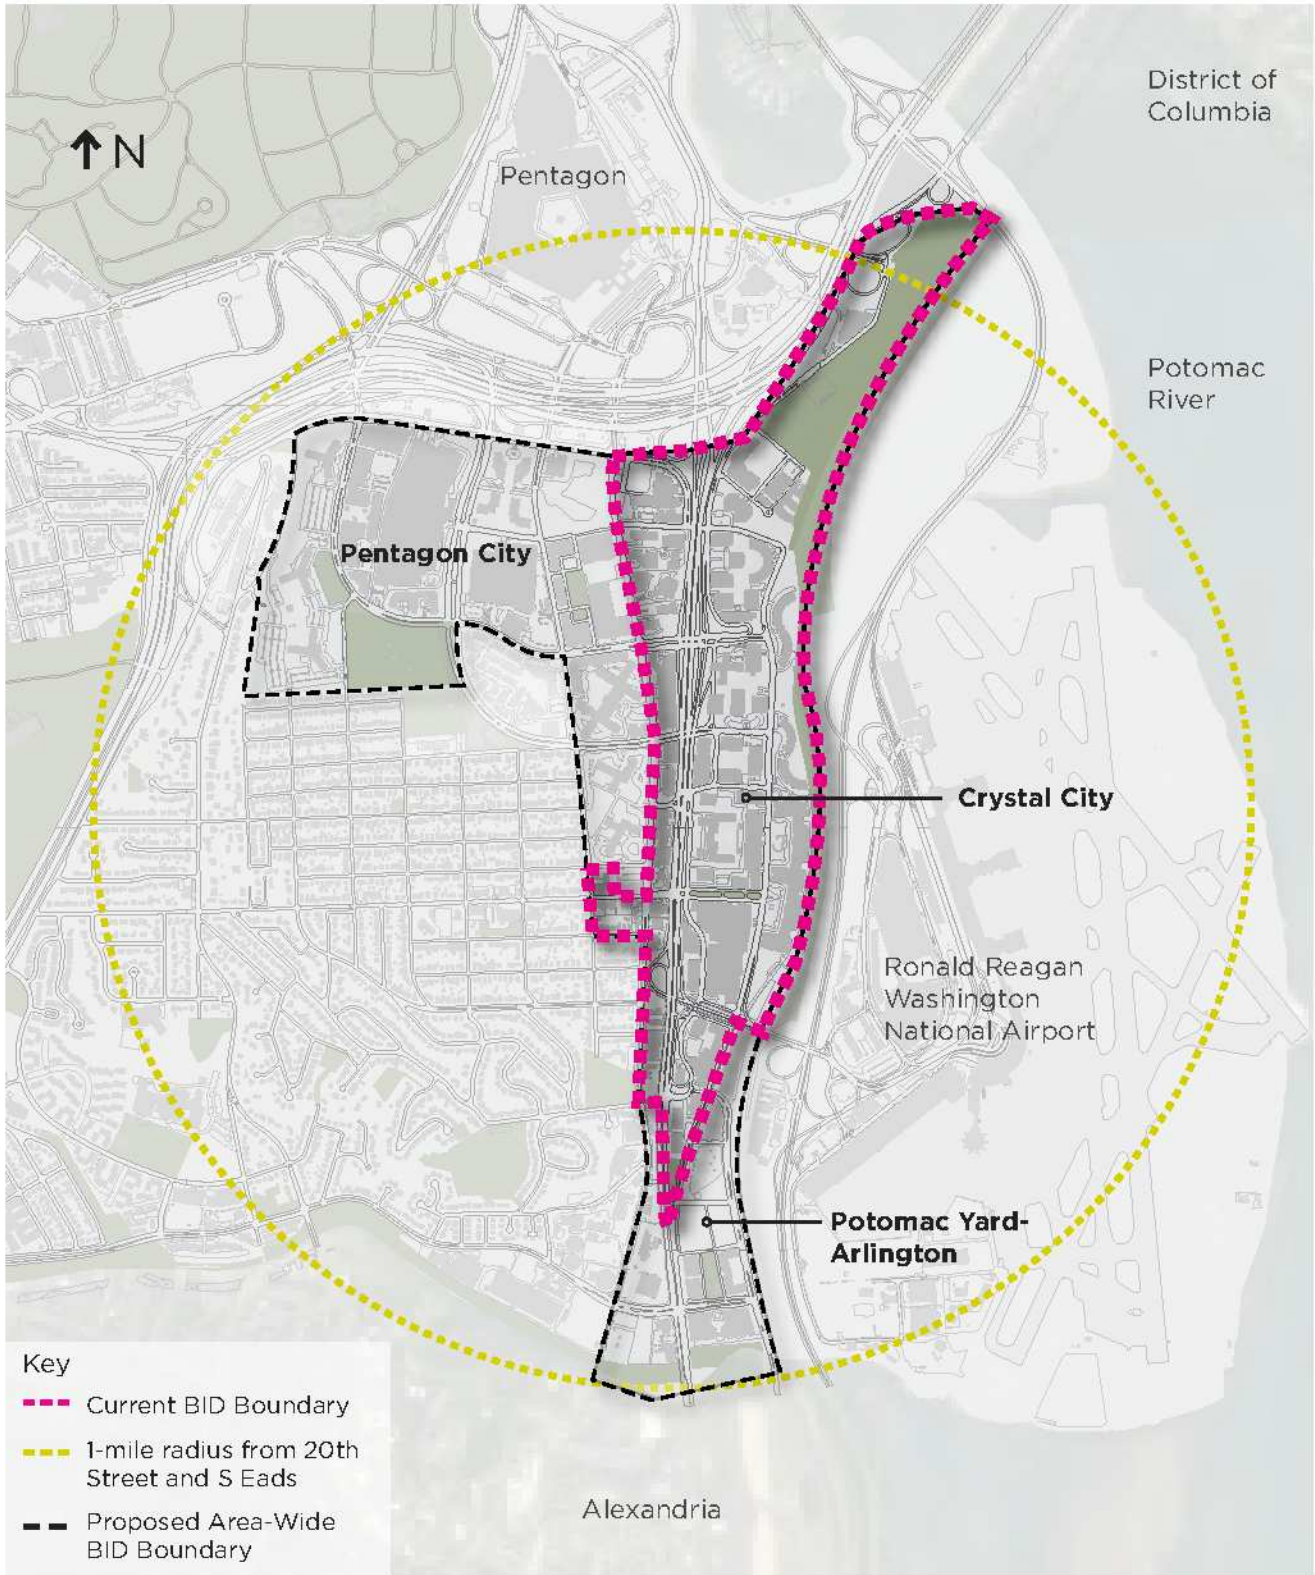 District of
Columbia
N
Pentagon
Potomac
River
Pentagon City
Crystal City
Ronald Reagan
Washington
National Airport
Potomac Yard-
Arlington
Key
Current BID Boundary
1-mile radius from 20th
Street and S Eads
Proposed Area-Wide
BID Boundary
Alexandria